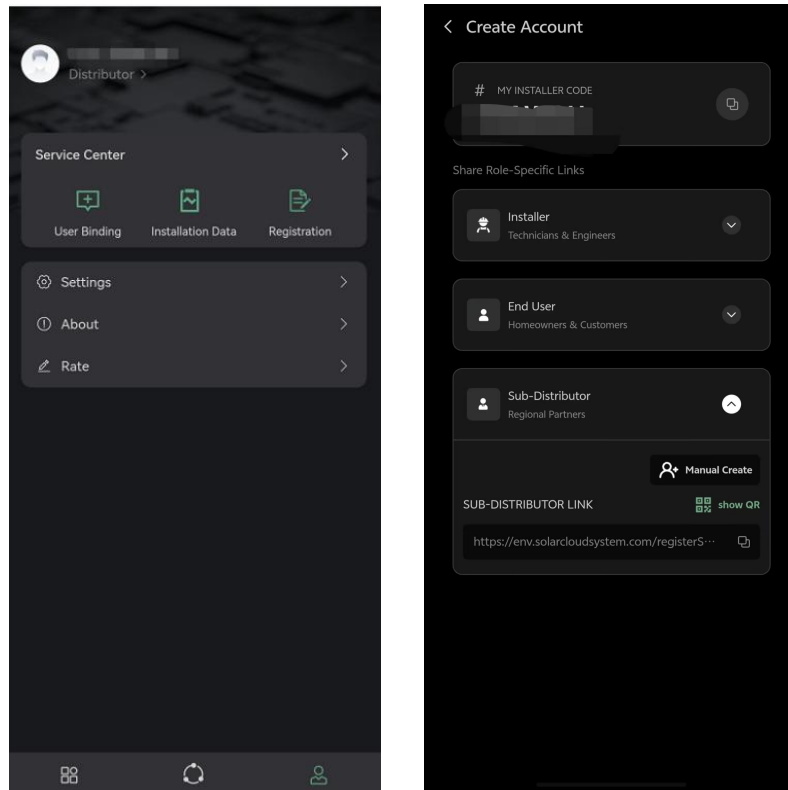 Distributor >
Service Center
User Binding
Installation Data
Registration
Settings
About
Rate
Create Account
# MY INSTALLER CODE
Share Role-Specific Links
Installer
Technicians & Engineers
End User
Homeowners & Customers
Sub-Distributor
Regional Partners
Manual Create
SUB-DISTRIBUTOR LINK
show QR
https://env.solarcloudsystem.com/registerS···